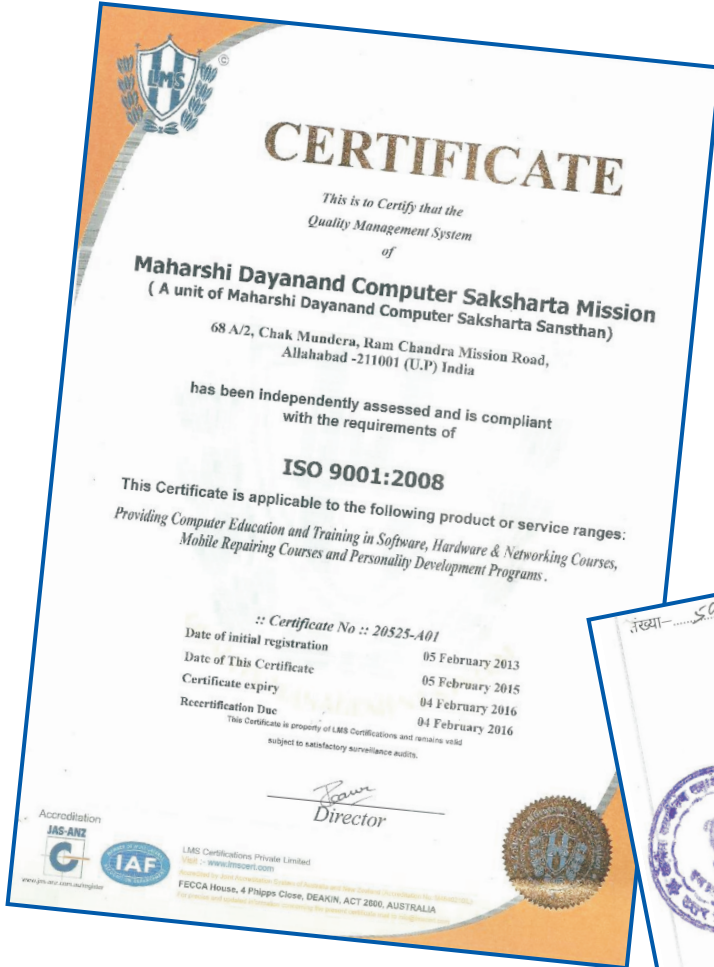 LMS
©
CERTIFICATE
This is to Certify that the
Quality Management System
of
Maharshi Dayanand Computer Saksharta Mission
( A unit of Maharshi Dayanand Computer Saksharta Sansthan)
68 A/2, Chak Mundera, Ram Chandra Mission Road,
Allahabad -211001 (U.P) India
has been independently assessed and is compliant
with the requirements of
ISO 9001:2008
This Certificate is applicable to the following product or service ranges:
Providing Computer Education and Training in Software, Hardware & Networking Courses,
Mobile Repairing Courses and Personality Development Programs.
:: Certificate No :: 20525-A01
Date of initial registration 05 February 2013
Date of This Certificate 05 February 2015
Certificate expiry 04 February 2016
Recertification Due 04 February 2016
This Certificate is property of LMS Certifications and remains valid
subject to satisfactory surveillance audits.
Director
Accreditation
JAS-ANZ
IAF
www.jas-anz.com.au/register
LMS Certifications Private Limited
Visit :- www.lmscert.com
FECCA House, 4 Phipps Close, DEAKIN, ACT 2600, AUSTRALIA